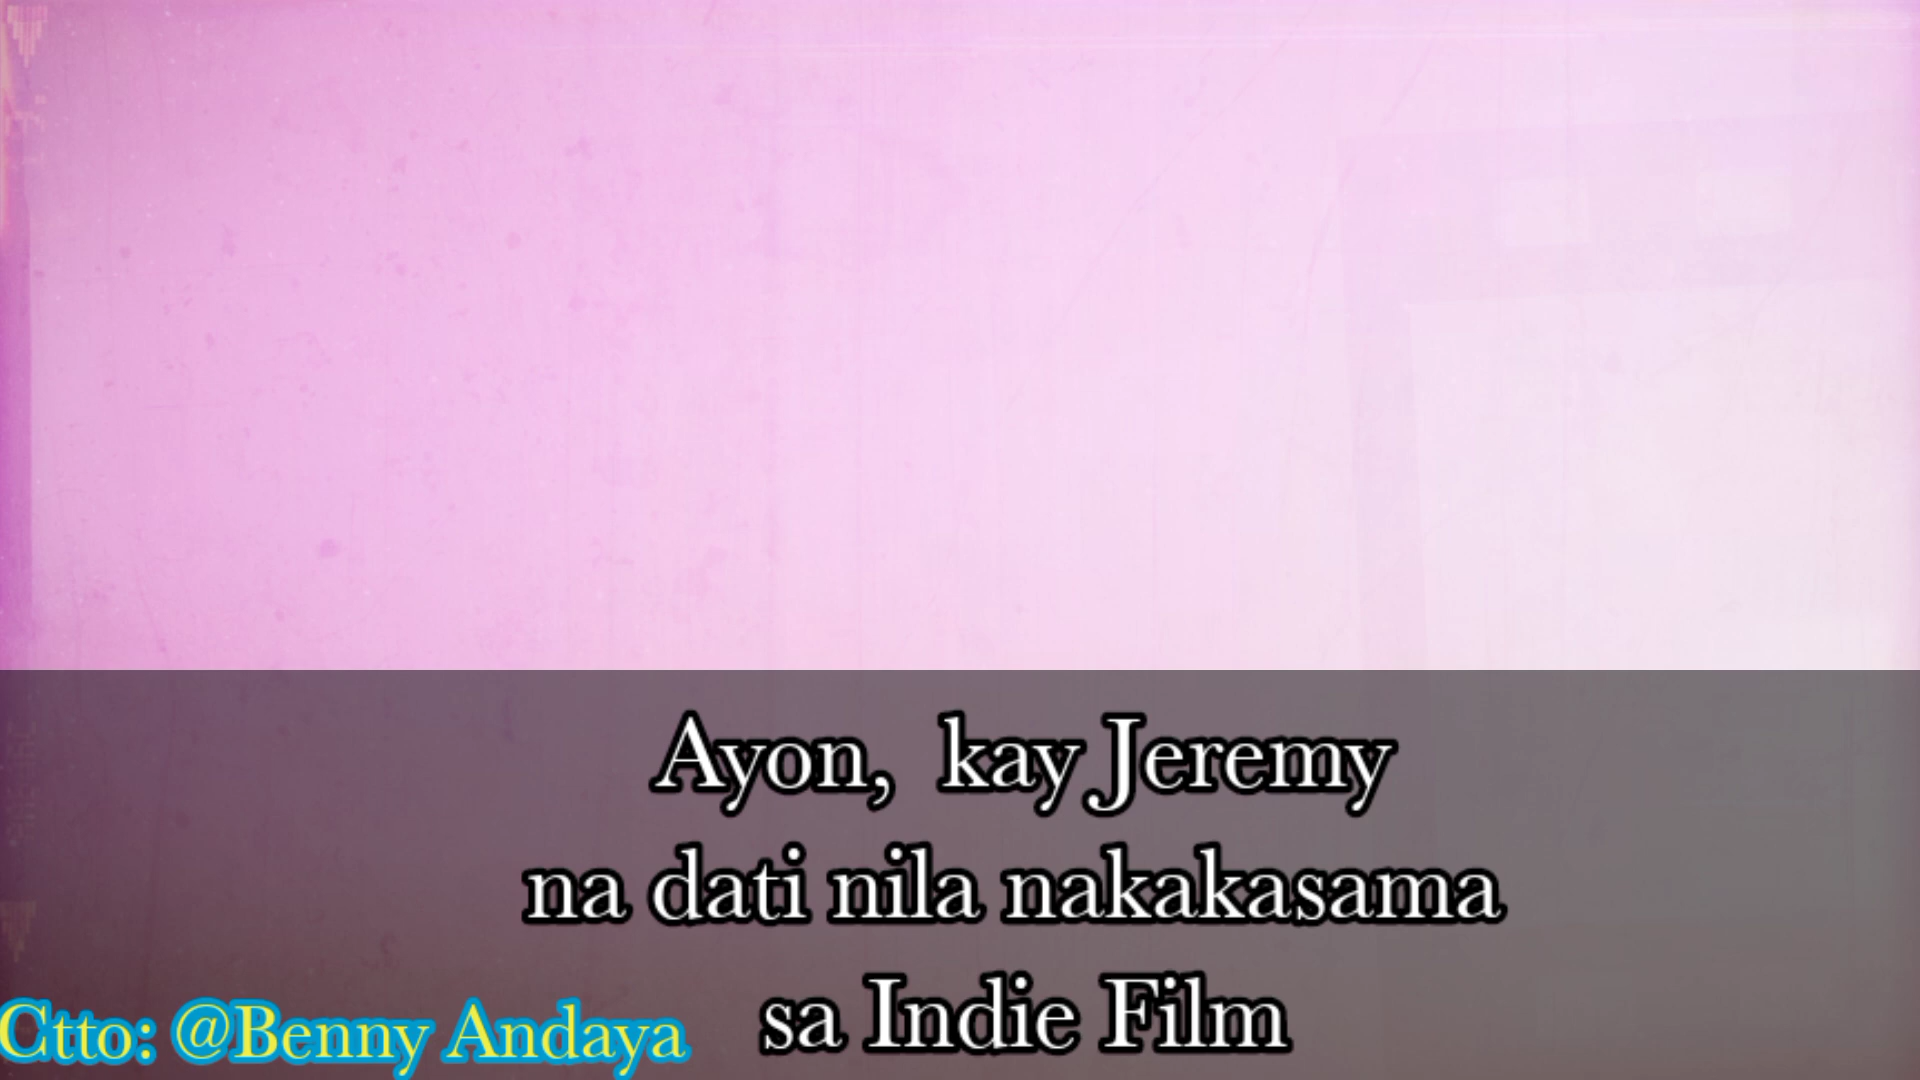 Ayon,  kay Jeremy
na dati nila nakakasama
sa Indie Film
Ctto: @Benny Andaya